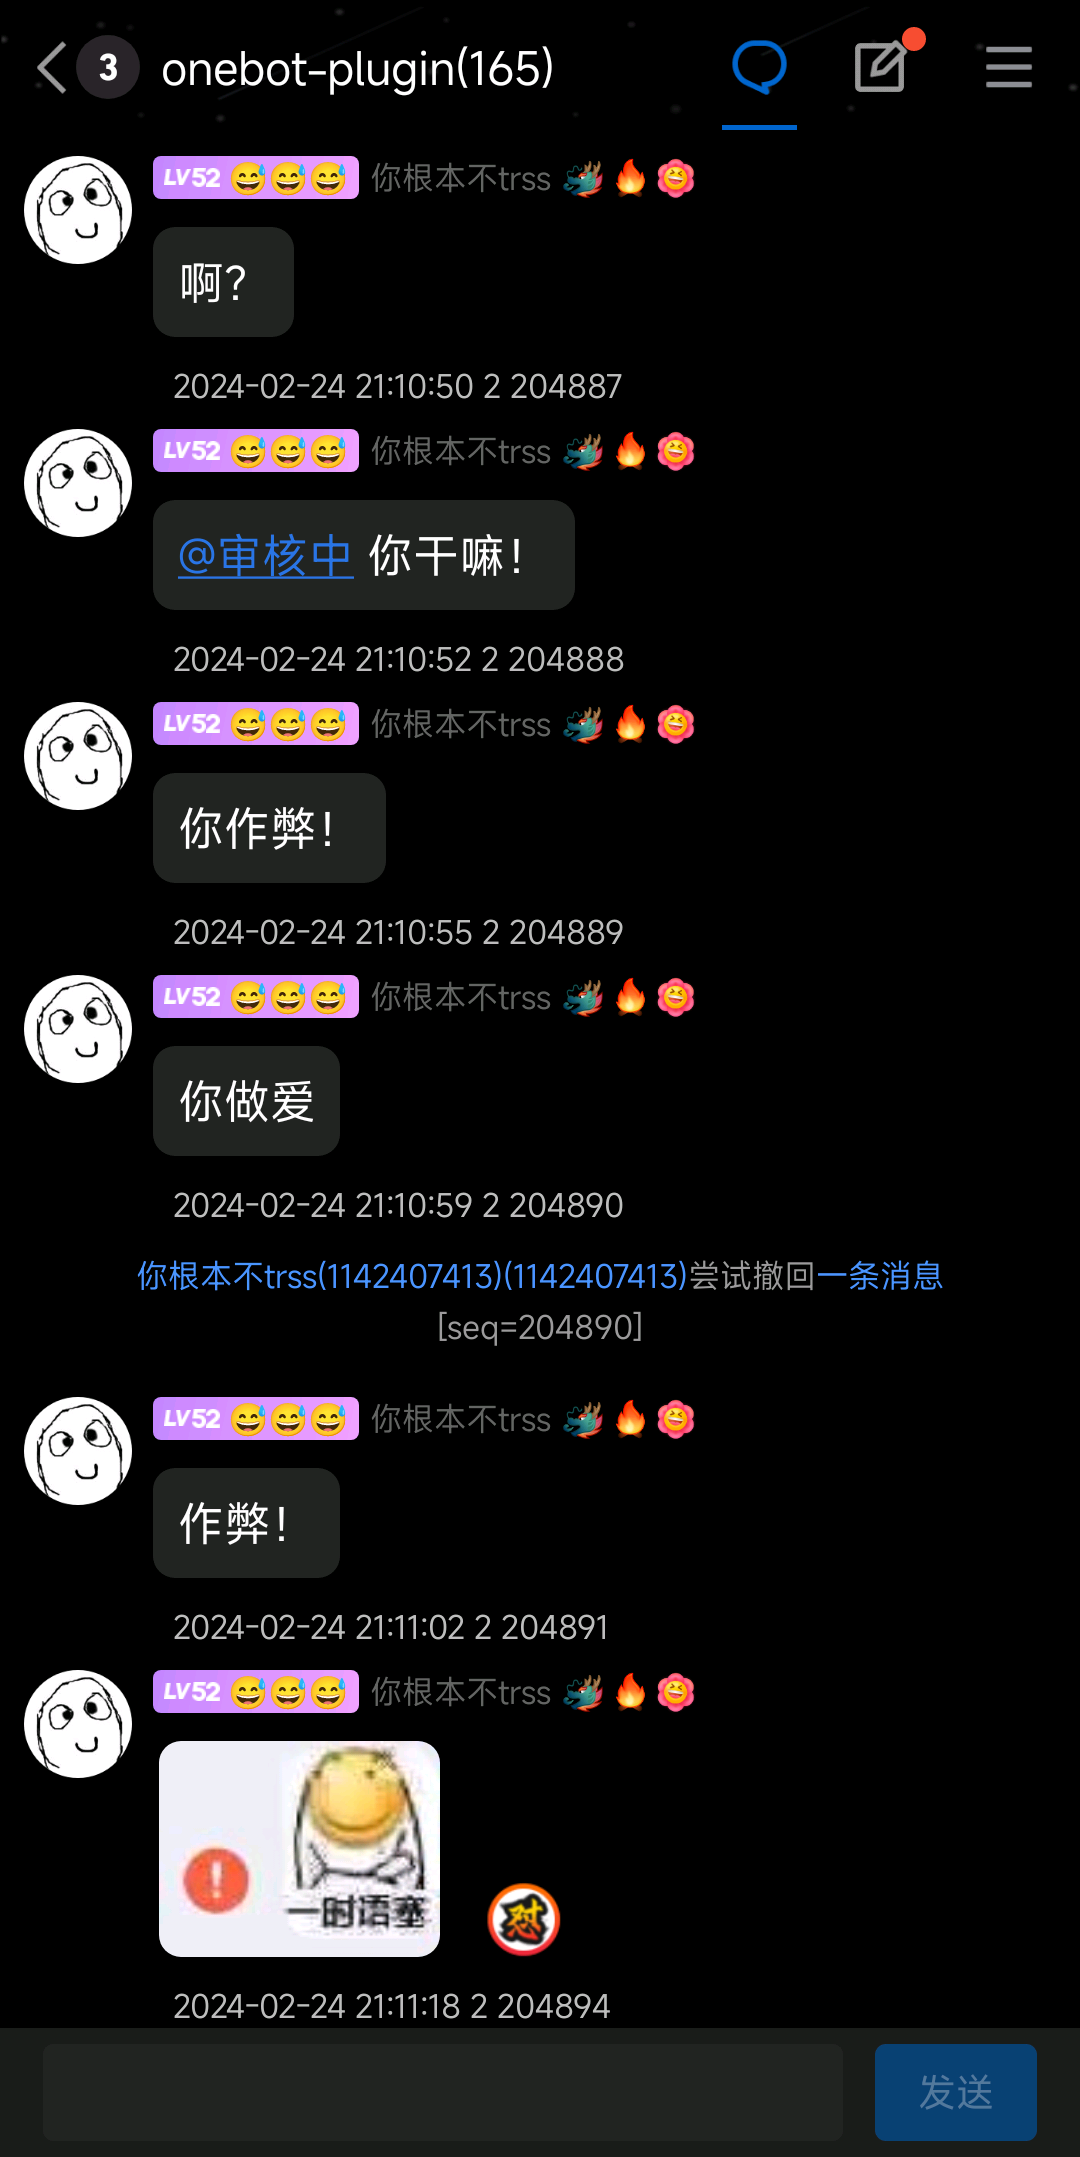 3 onebot-plugin(165)
LV52 😅😅😅 你根本不trss 🐲🔥
啊？
2024-02-24 21:10:50 2 204887
LV52 😅😅😅 你根本不trss 🐲🔥
@审核中 你干嘛！
2024-02-24 21:10:52 2 204888
LV52 😅😅😅 你根本不trss 🐲🔥
你作弊！
2024-02-24 21:10:55 2 204889
LV52 😅😅😅 你根本不trss 🐲🔥
你做爱
2024-02-24 21:10:59 2 204890
你根本不trss(1142407413)(1142407413)尝试撤回一条消息
[seq=204890]
LV52 😅😅😅 你根本不trss 🐲🔥
作弊！
2024-02-24 21:11:02 2 204891
LV52 😅😅😅 你根本不trss 🐲🔥
一时语塞
怼
2024-02-24 21:11:18 2 204894
发送